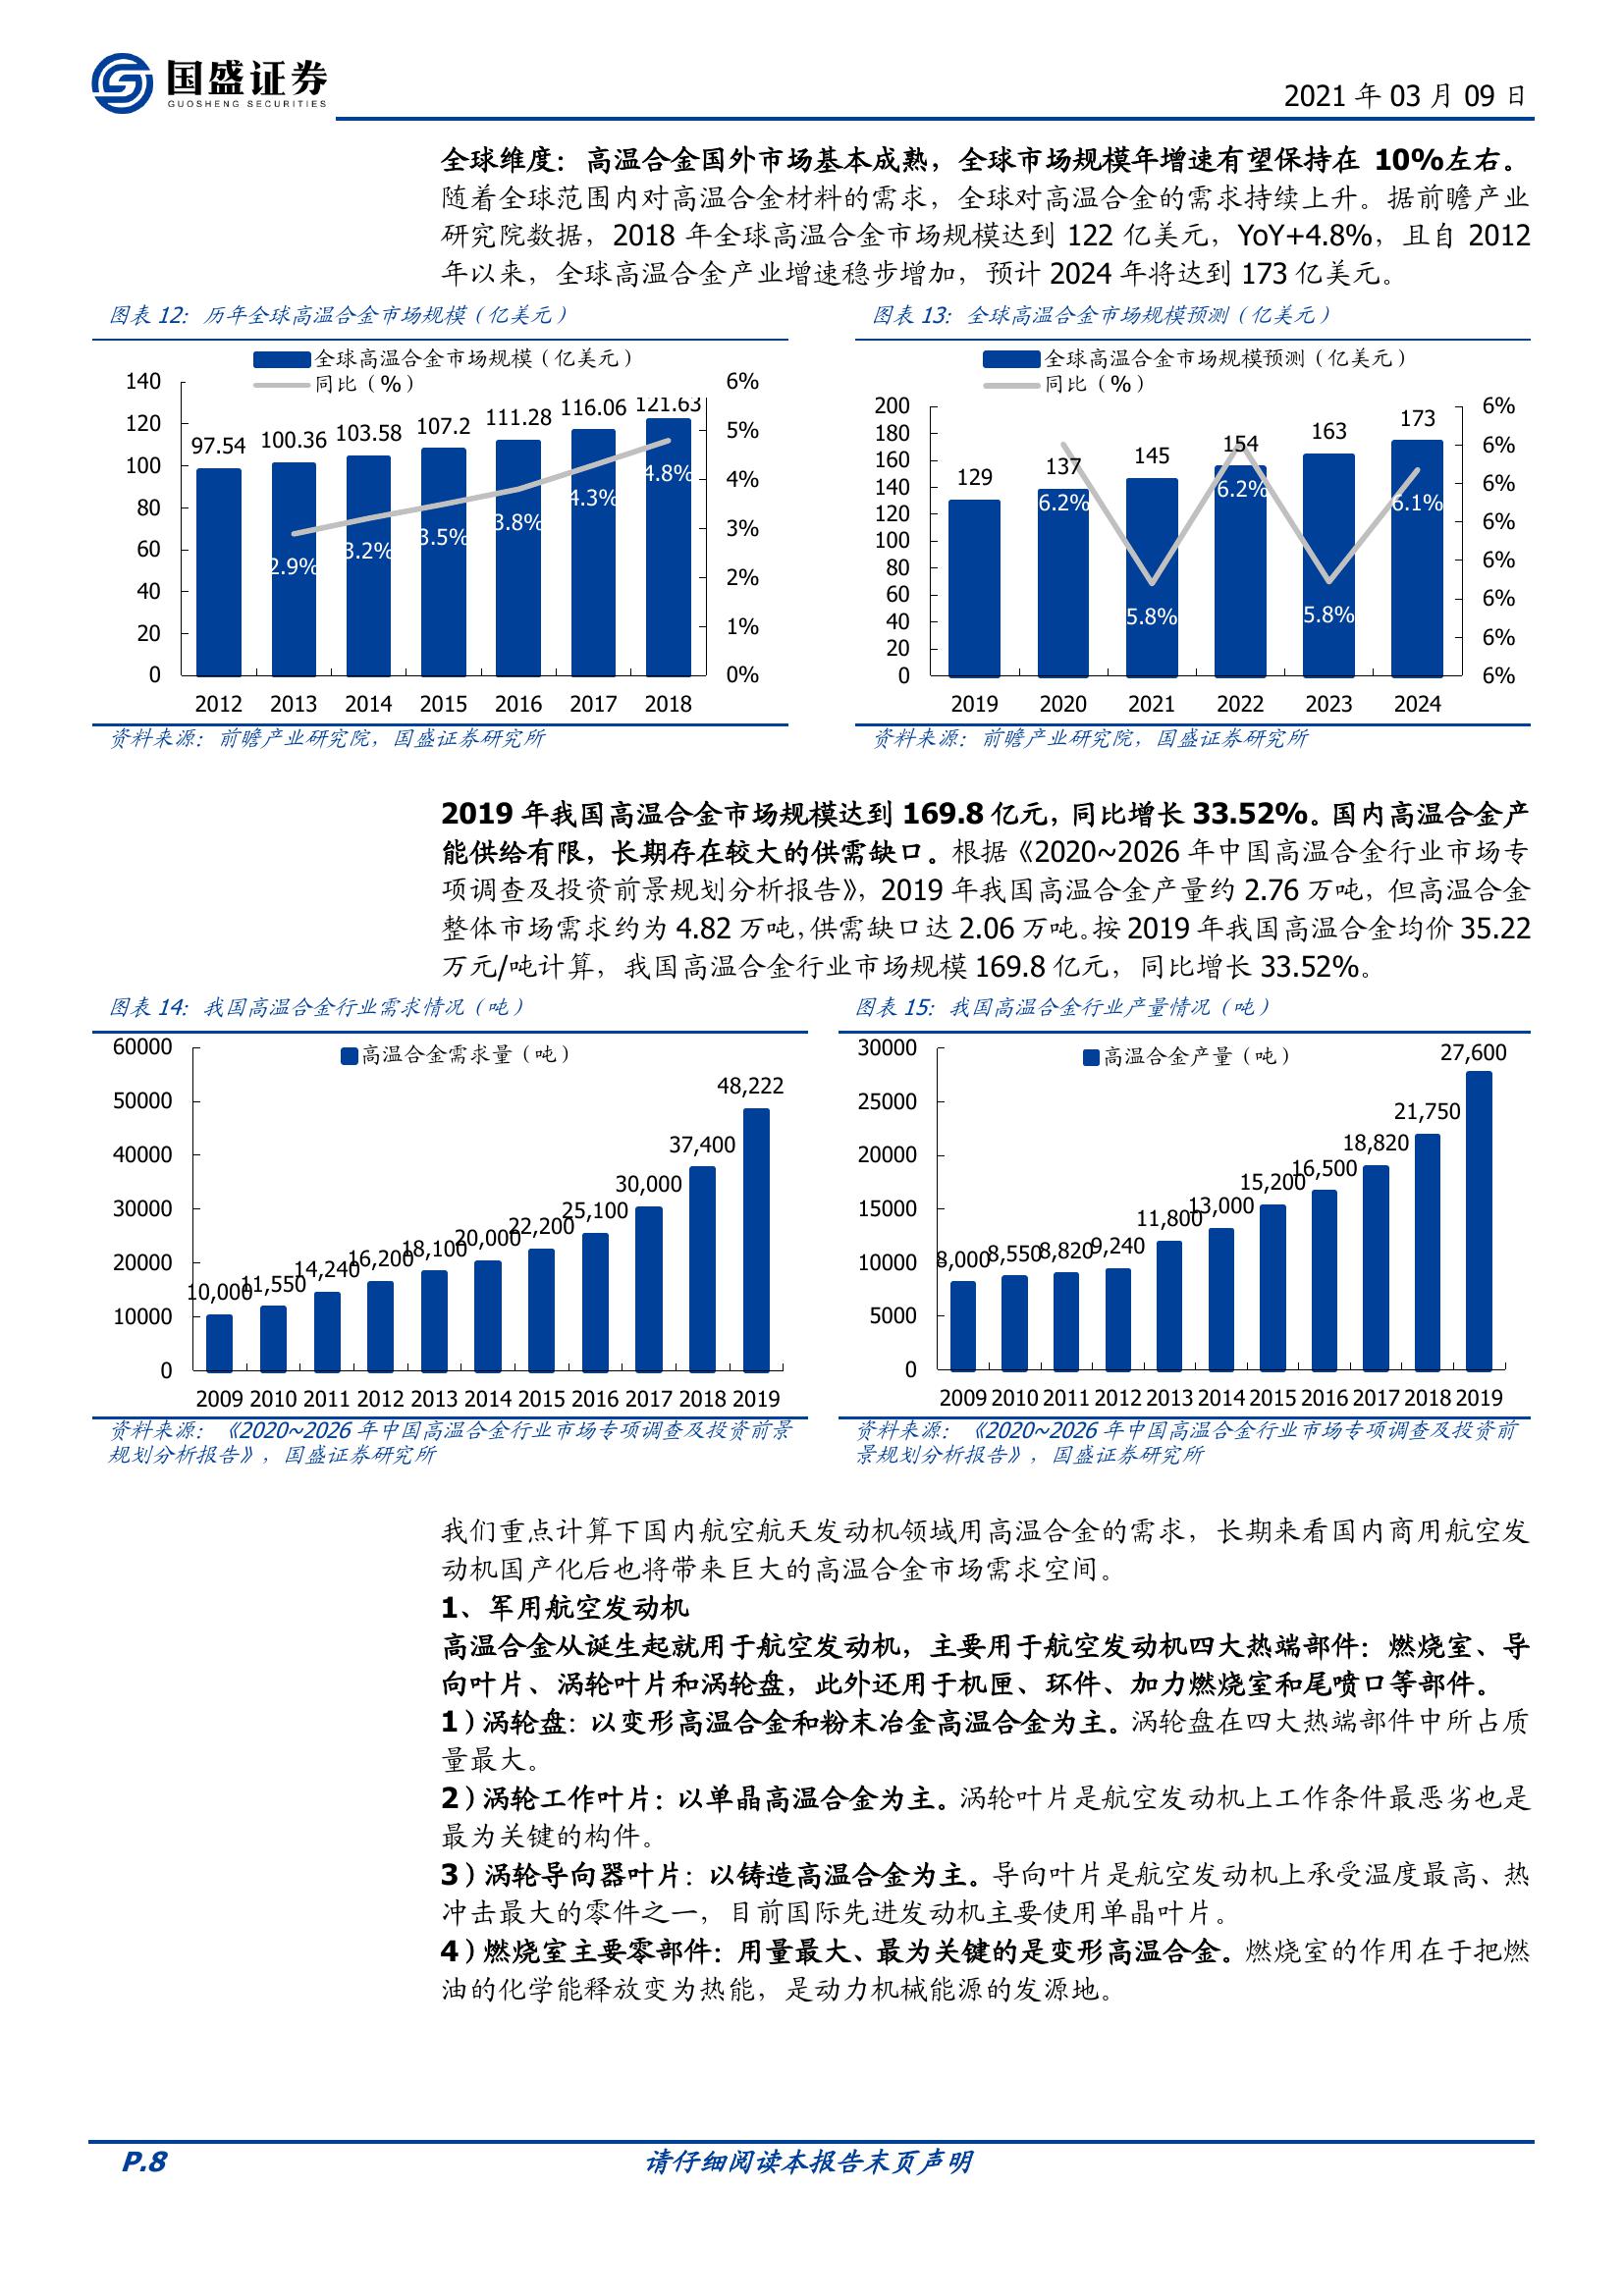 国盛证券
GUOSHENG SECURITIES
2021 年 03 月 09 日
全球维度：高温合金国外市场基本成熟，全球市场规模年增速有望保持在 10%左右。
随着全球范围内对高温合金材料的需求，全球对高温合金的需求持续上升。据前瞻产业
研究院数据，2018 年全球高温合金市场规模达到 122 亿美元，YoY+4.8%，且自 2012
年以来，全球高温合金产业增速稳步增加，预计 2024 年将达到 173 亿美元。
图表 12：历年全球高温合金市场规模（亿美元）
全球高温合金市场规模（亿美元）
同比（%）
140
120
100
80
60
40
20
0
97.54 100.36 103.58 107.2 111.28 116.06 121.63
2.9% 3.2% 3.5% 3.8% 4.3% 4.8%
6%
5%
4%
3%
2%
1%
0%
2012 2013 2014 2015 2016 2017 2018
资料来源：前瞻产业研究院，国盛证券研究所
图表 13：全球高温合金市场规模预测（亿美元）
全球高温合金市场规模预测（亿美元）
同比（%）
200
180
160
140
120
100
80
60
40
20
0
129 137 145 154 163 173
6.2% 5.8% 6.2% 5.8% 6.1%
6%
6%
6%
6%
6%
6%
6%
6%
2019 2020 2021 2022 2023 2024
资料来源：前瞻产业研究院，国盛证券研究所
2019 年我国高温合金市场规模达到 169.8 亿元，同比增长 33.52%。国内高温合金产
能供给有限，长期存在较大的供需缺口。根据《2020~2026 年中国高温合金行业市场专
项调查及投资前景规划分析报告》，2019 年我国高温合金产量约 2.76 万吨，但高温合金
整体市场需求约为 4.82 万吨，供需缺口达 2.06 万吨。按 2019 年我国高温合金均价 35.22
万元/吨计算，我国高温合金行业市场规模 169.8 亿元，同比增长 33.52%。
图表 14：我国高温合金行业需求情况（吨）
高温合金需求量（吨）
60000
50000
40000
30000
20000
10000
0
10,000 11,550 14,240 16,200 18,100 20,000 22,200 25,100 30,000 37,400 48,222
2009 2010 2011 2012 2013 2014 2015 2016 2017 2018 2019
资料来源：《2020~2026 年中国高温合金行业市场专项调查及投资前景
规划分析报告》，国盛证券研究所
图表 15：我国高温合金行业产量情况（吨）
高温合金产量（吨）
30000
25000
20000
15000
10000
5000
0
8,000 8,550 8,820 9,240 11,800 13,000 15,200 16,500 18,820 21,750 27,600
2009 2010 2011 2012 2013 2014 2015 2016 2017 2018 2019
资料来源：《2020~2026 年中国高温合金行业市场专项调查及投资前
景规划分析报告》，国盛证券研究所
我们重点计算下国内航空航天发动机领域用高温合金的需求，长期来看国内商用航空发
动机国产化后也将带来巨大的高温合金市场需求空间。
1、军用航空发动机
高温合金从诞生起就用于航空发动机，主要用于航空发动机四大热端部件：燃烧室、导
向叶片、涡轮叶片和涡轮盘，此外还用于机匣、环件、加力燃烧室和尾喷口等部件。
1）涡轮盘：以变形高温合金和粉末冶金高温合金为主。涡轮盘在四大热端部件中所占质
量最大。
2）涡轮工作叶片：以单晶高温合金为主。涡轮叶片是航空发动机上工作条件最恶劣也是
最为关键的构件。
3）涡轮导向器叶片：以铸造高温合金为主。导向叶片是航空发动机上承受温度最高、热
冲击最大的零件之一，目前国际先进发动机主要使用单晶叶片。
4）燃烧室主要零部件：用量最大、最为关键的是变形高温合金。燃烧室的作用在于把燃
油的化学能释放变为热能，是动力机械能源的发源地。
P.8
请仔细阅读本报告末页声明